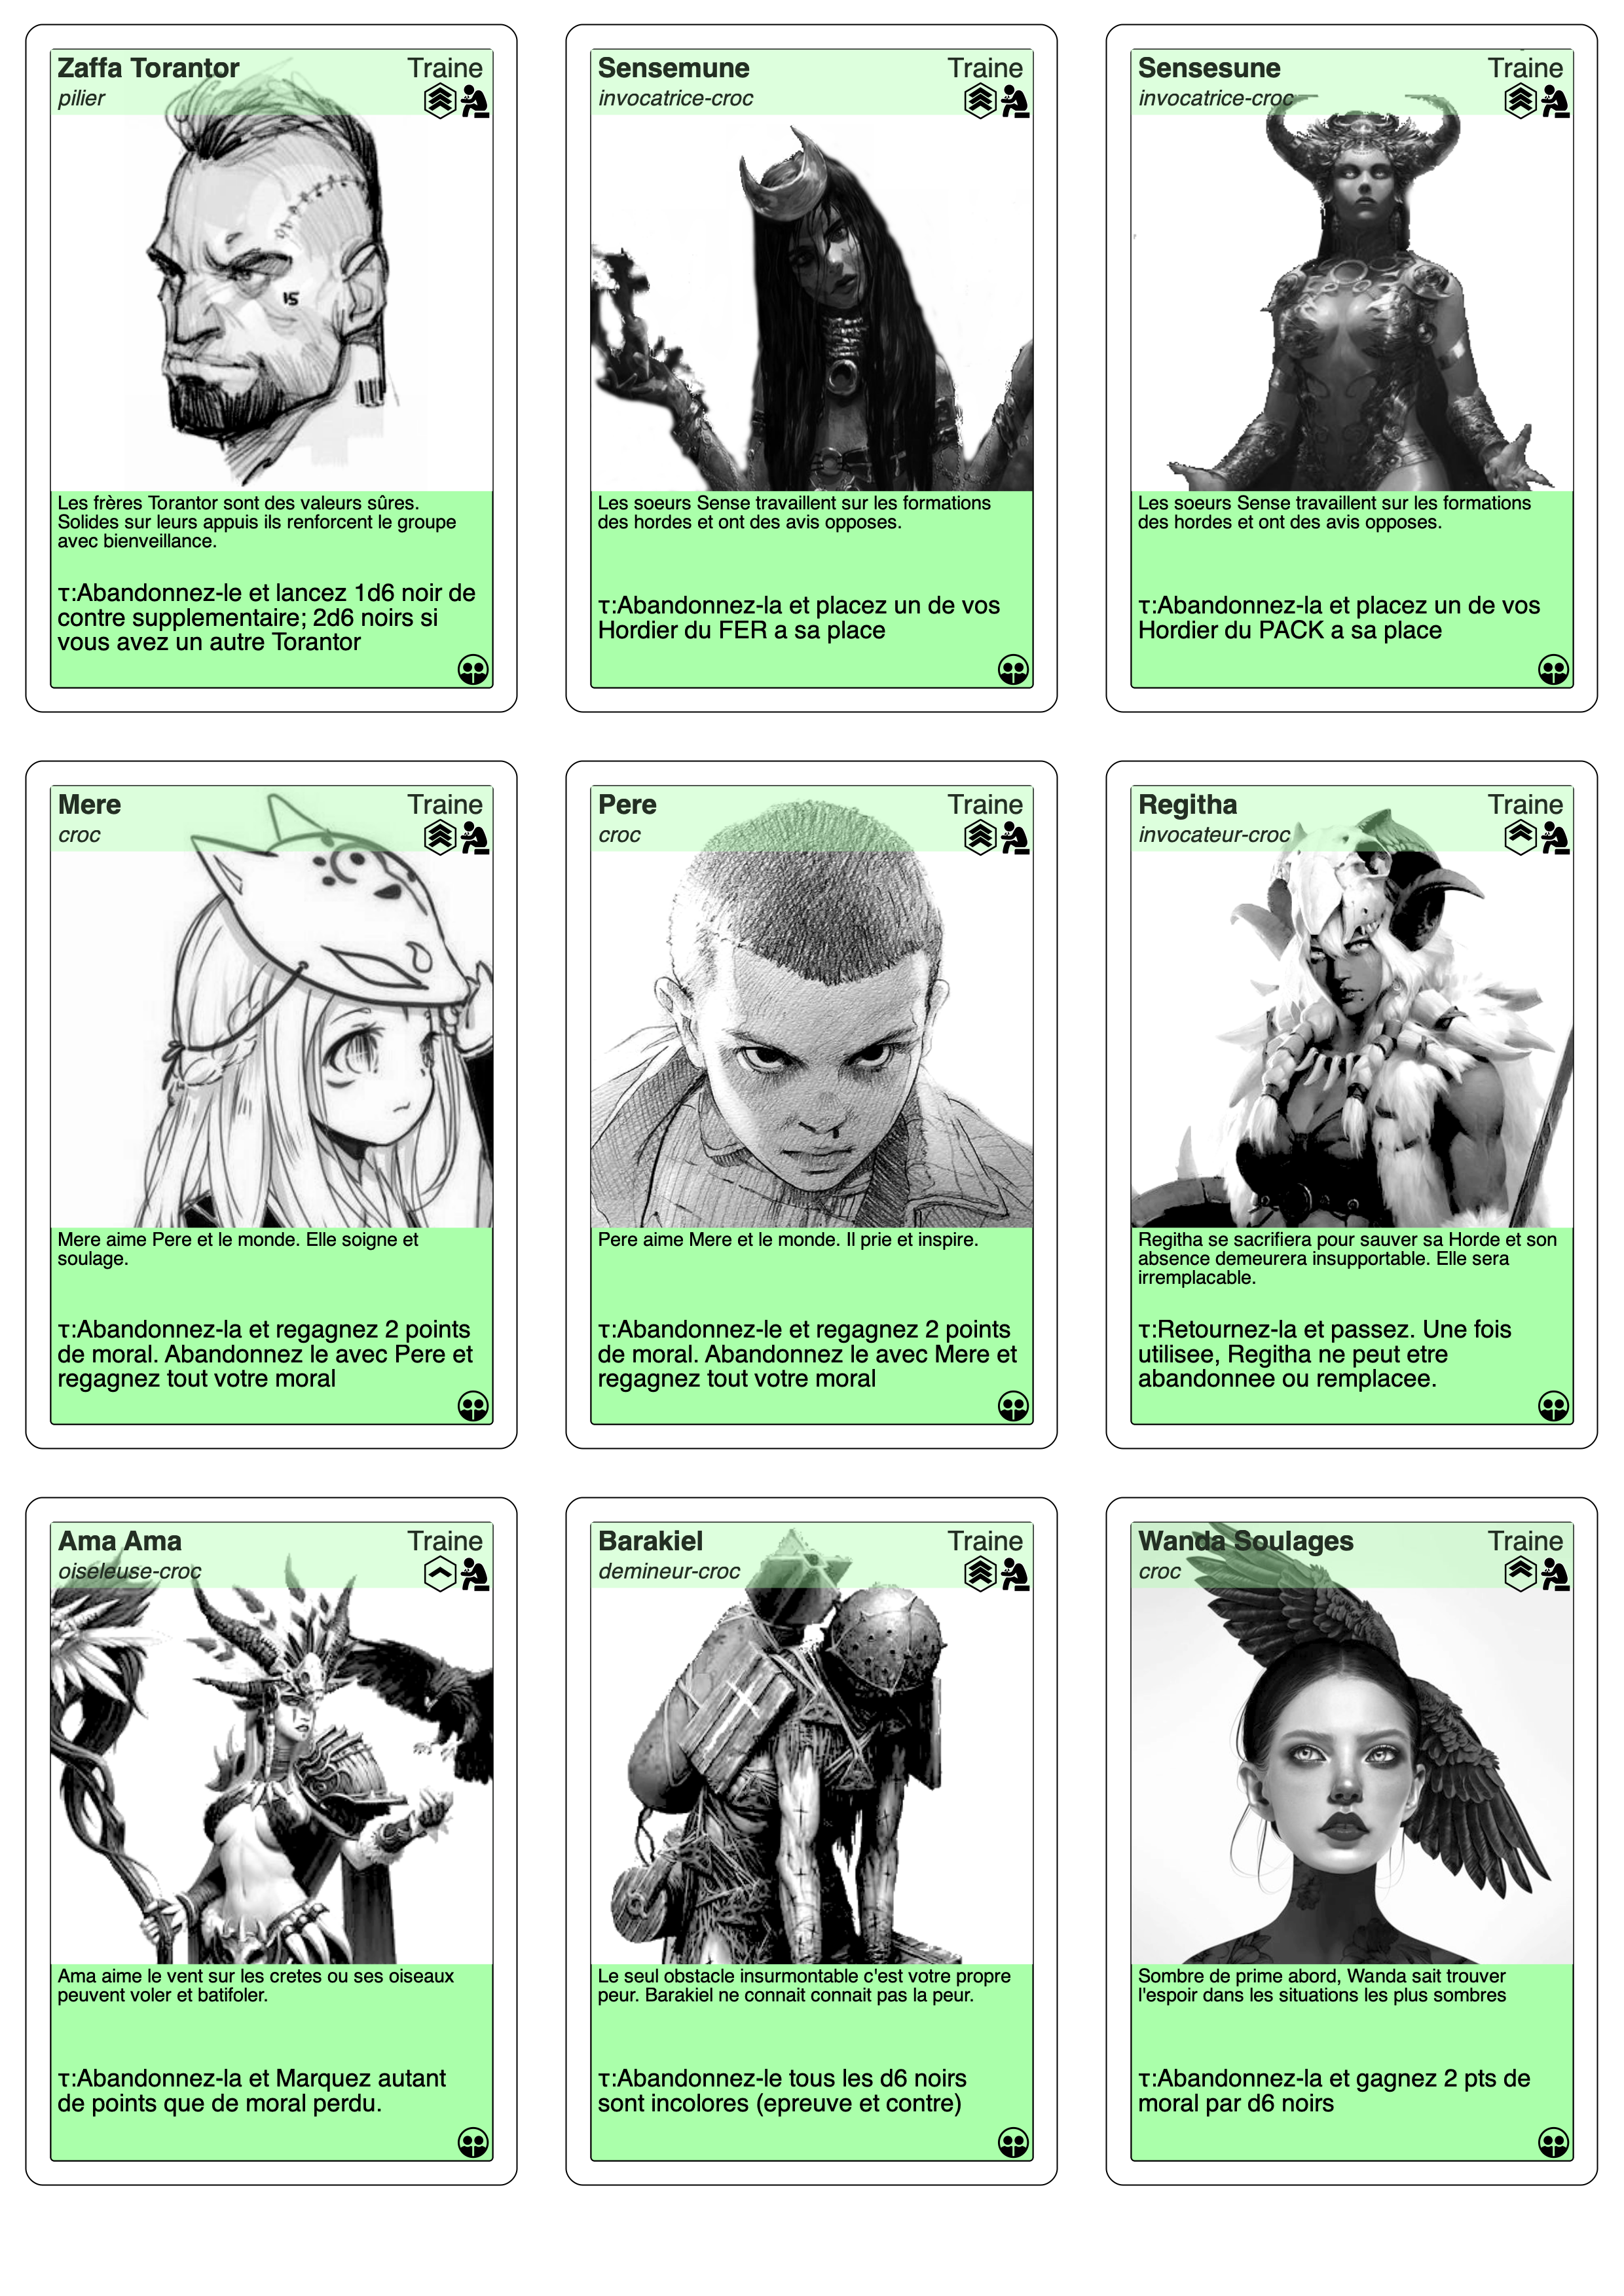 Zaffa Torantor Traine
pilier
15
Les frères Torantor sont des valeurs sûres.
Solides sur leurs appuis ils renforcent le groupe
avec bienveillance.
τ:Abandonnez-le et lancez 1d6 noir de
contre supplementaire; 2d6 noirs si
vous avez un autre Torantor
Sensemune Traine
invocatrice-croc
Les soeurs Sense travaillent sur les formations
des hordes et ont des avis opposes.
τ:Abandonnez-la et placez un de vos
Hordier du FER a sa place
Sensesune Traine
invocatrice-croc
Les soeurs Sense travaillent sur les formations
des hordes et ont des avis opposes.
τ:Abandonnez-la et placez un de vos
Hordier du PACK a sa place
Mere Traine
croc
Mere aime Pere et le monde. Elle soigne et
soulage.
τ:Abandonnez-la et regagnez 2 points
de moral. Abandonnez le avec Pere et
regagnez tout votre moral
Pere Traine
croc
Pere aime Mere et le monde. Il prie et inspire.
τ:Abandonnez-le et regagnez 2 points
de moral. Abandonnez le avec Mere et
regagnez tout votre moral
Regitha Traine
invocateur-croc
Regitha se sacrifiera pour sauver sa Horde et son
absence demeurera insupportable. Elle sera
irremplacable.
τ:Retournez-la et passez. Une fois
utilisee, Regitha ne peut etre
abandonnee ou remplacee.
Ama Ama Traine
oiseleuse-croc
Ama aime le vent sur les cretes ou ses oiseaux
peuvent voler et batifoler.
τ:Abandonnez-la et Marquez autant
de points que de moral perdu.
Barakiel Traine
demineur-croc
Le seul obstacle insurmontable c'est votre propre
peur. Barakiel ne connait connait pas la peur.
τ:Abandonnez-le tous les d6 noirs
sont incolores (epreuve et contre)
Wanda Soulages Traine
croc
Sombre de prime abord, Wanda sait trouver
l'espoir dans les situations les plus sombres
τ:Abandonnez-la et gagnez 2 pts de
moral par d6 noirs